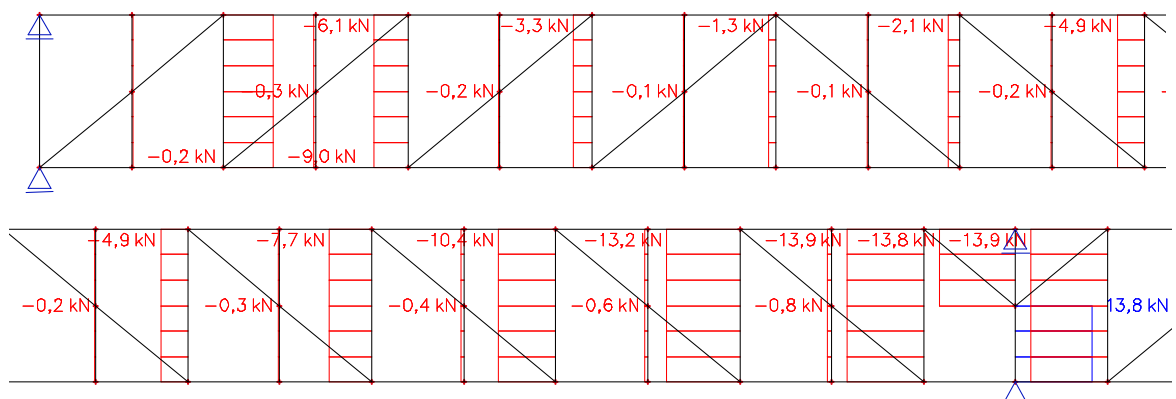 −6,1 kN −3,3 kN −1,3 kN −2,1 kN −4,9 kN
−0,3 kN −0,2 kN −0,1 kN −0,1 kN −0,2 kN
−0,2 kN −9,0 kN
−4,9 kN −7,7 kN −10,4 kN −13,2 kN −13,9 kN −13,8 kN −13,9 kN
−0,2 kN −0,3 kN −0,4 kN −0,6 kN −0,8 kN 13,8 kN